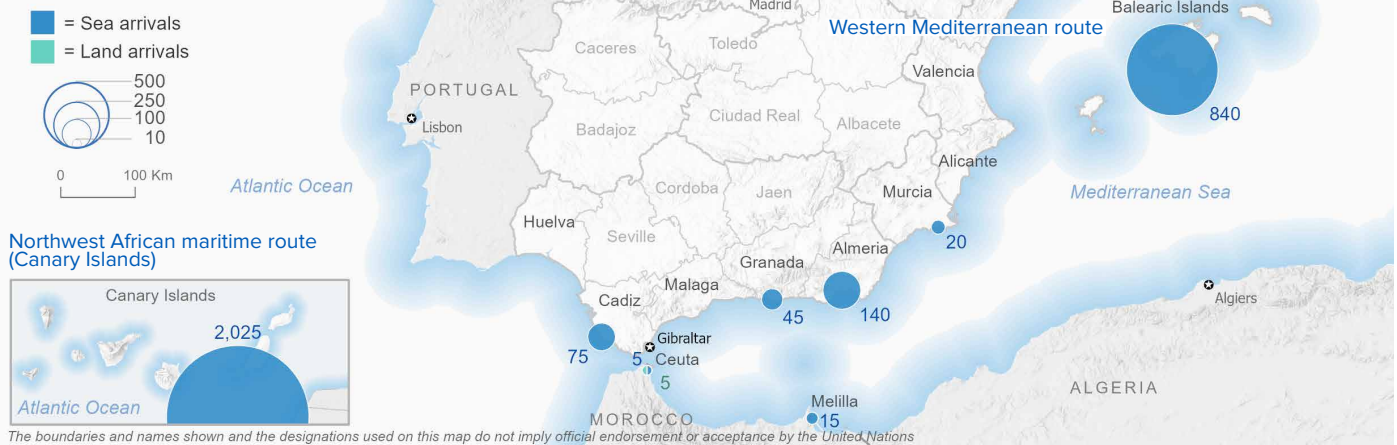 Madrid
Balearic Islands
= Sea arrivals
Western Mediterranean route
Caceres
Toledo
= Land arrivals
Valencia
500
PORTUGAL
250
100
Ciudad Real
840
Lisbon
Badajoz
Albacete
10
Alicante
0 100 Km
Atlantic Ocean
Cordoba
Jaen
Murcia
Mediterranean Sea
Huelva
Seville
Northwest African maritime route
(Canary Islands)
20
Almeria
Granada
Malaga
Canary Islands
Cadiz
Algiers
45
140
2,025
Gibraltar
75
5
Ceuta
5
ALGERIA
Melilla
Atlantic Ocean
MOROCCO
15
The boundaries and names shown and the designations used on this map do not imply official endorsement or acceptance by the United Nations